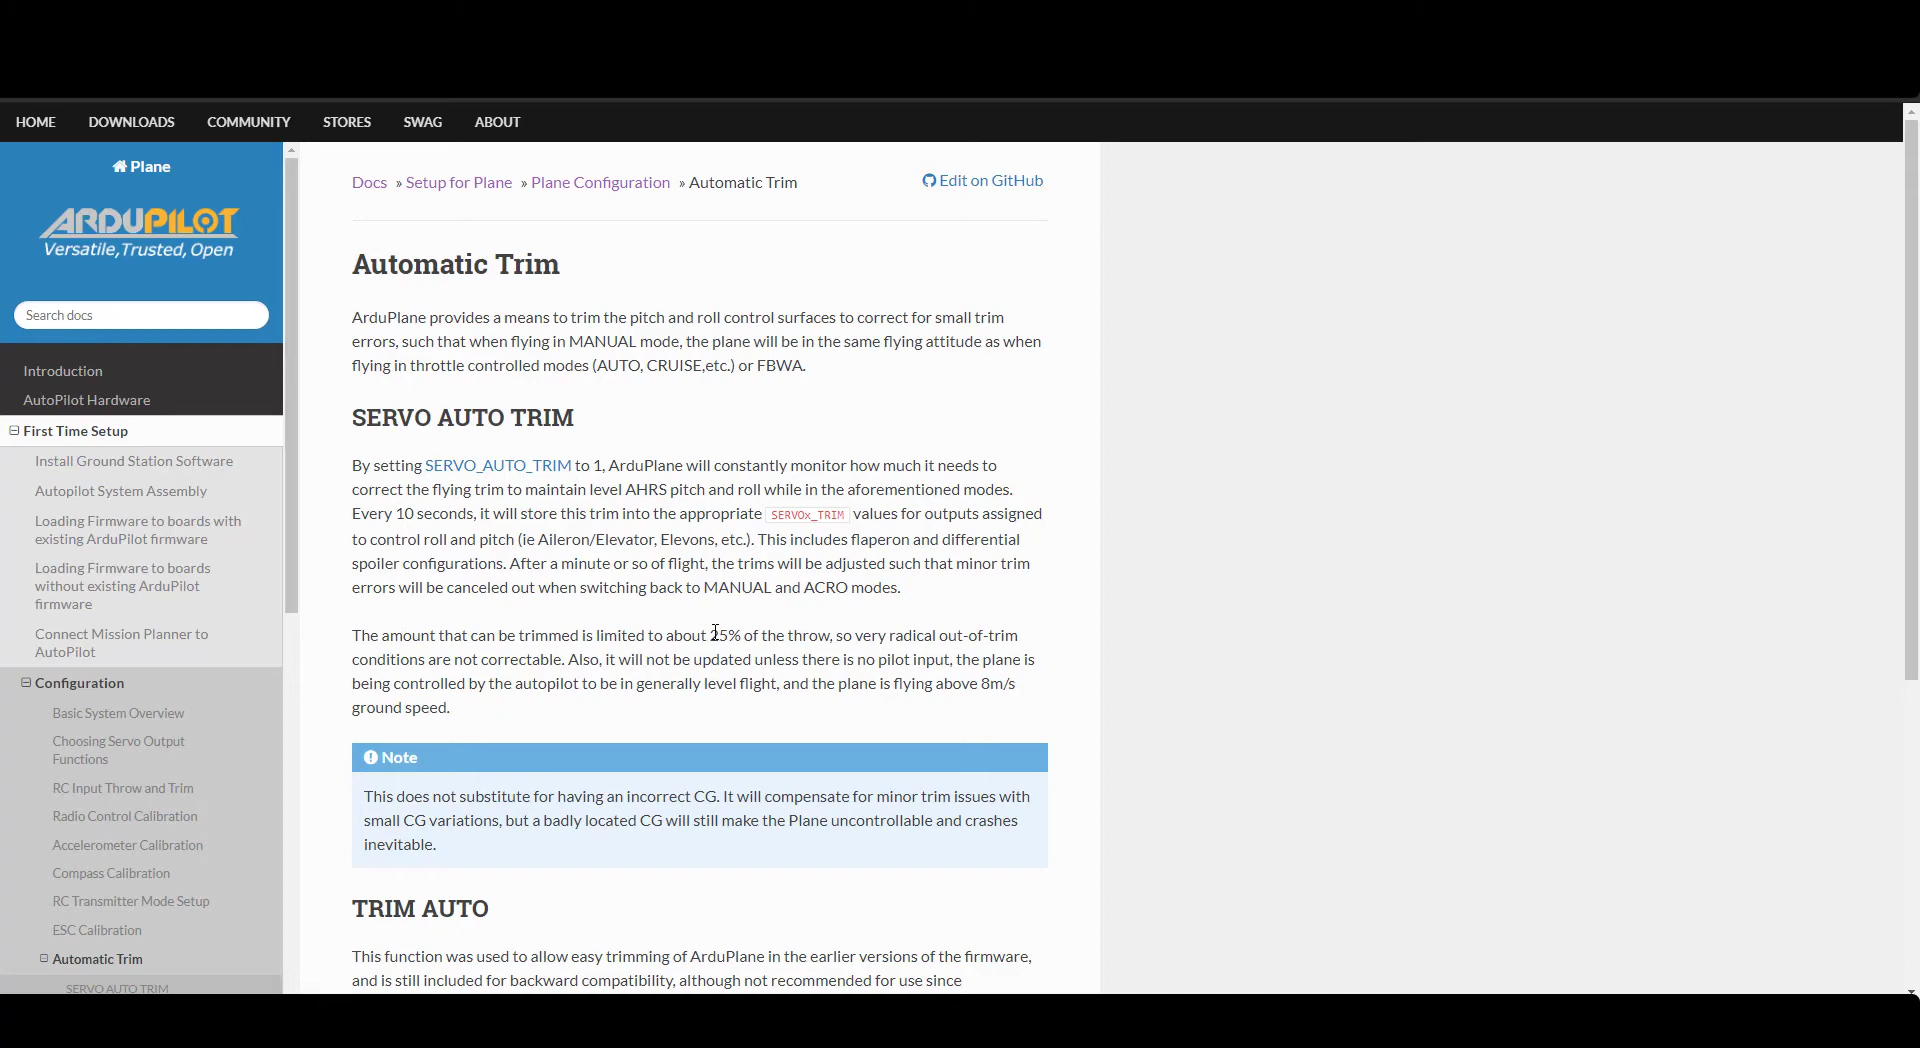 HOME DOWNLOADS COMMUNITY STORES SWAG ABOUT
Plane
ARDUPILOT
Versatile,Trusted, Open
Search docs
Introduction
AutoPilot Hardware
First Time Setup
Install Ground Station Software
Autopilot System Assembly
Loading Firmware to boards with
existing ArduPilot firmware
Loading Firmware to boards
without existing ArduPilot
firmware
Connect Mission Planner to
AutoPilot
Configuration
Basic System Overview
Choosing Servo Output
Functions
RC Input Throw and Trim
Radio Control Calibration
Accelerometer Calibration
Compass Calibration
RC Transmitter Mode Setup
ESC Calibration
Automatic Trim
SERVO AUTO TRIM
Docs » Setup for Plane » Plane Configuration » Automatic Trim
Edit on GitHub
Automatic Trim
ArduPlane provides a means to trim the pitch and roll control surfaces to correct for small trim
errors, such that when flying in MANUAL mode, the plane will be in the same flying attitude as when
flying in throttle controlled modes (AUTO, CRUISE,etc.) or FBWA.
SERVO AUTO TRIM
By setting SERVO_AUTO_TRIM to 1, ArduPlane will constantly monitor how much it needs to
correct the flying trim to maintain level AHRS pitch and roll while in the aforementioned modes.
Every 10 seconds, it will store this trim into the appropriate SERVOx_TRIM values for outputs assigned
to control roll and pitch (ie Aileron/Elevator, Elevons, etc.). This includes flaperon and differential
spoiler configurations. After a minute or so of flight, the trims will be adjusted such that minor trim
errors will be canceled out when switching back to MANUAL and ACRO modes.
The amount that can be trimmed is limited to about 25% of the throw, so very radical out-of-trim
conditions are not correctable. Also, it will not be updated unless there is no pilot input, the plane is
being controlled by the autopilot to be in generally level flight, and the plane is flying above 8m/s
ground speed.
Note
This does not substitute for having an incorrect CG. It will compensate for minor trim issues with
small CG variations, but a badly located CG will still make the Plane uncontrollable and crashes
inevitable.
TRIM AUTO
This function was used to allow easy trimming of ArduPlane in the earlier versions of the firmware,
and is still included for backward compatibility, although not recommended for use since